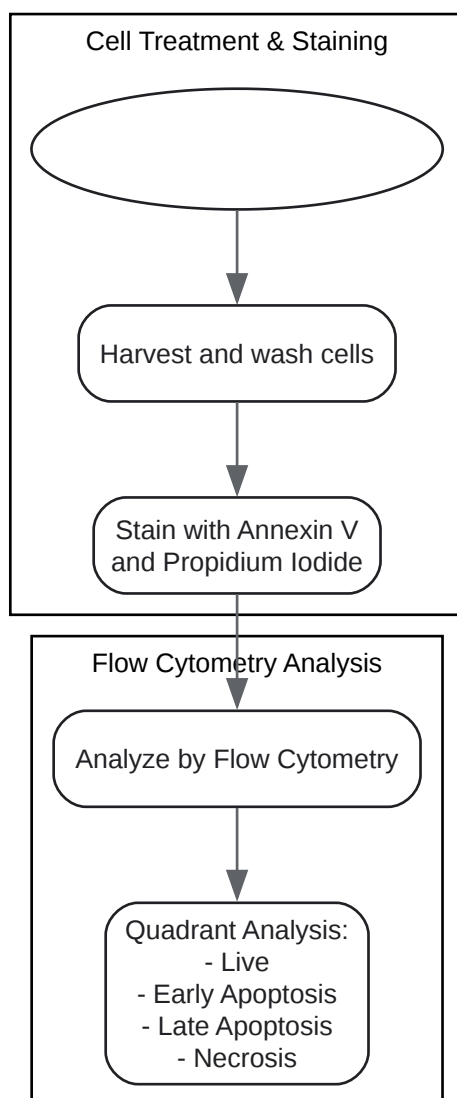 Cell Treatment & Staining
Harvest and wash cells
Stain with Annexin V
and Propidium Iodide
Flow Cytometry Analysis
Analyze by Flow Cytometry
Quadrant Analysis:
- Live
- Early Apoptosis
- Late Apoptosis
- Necrosis